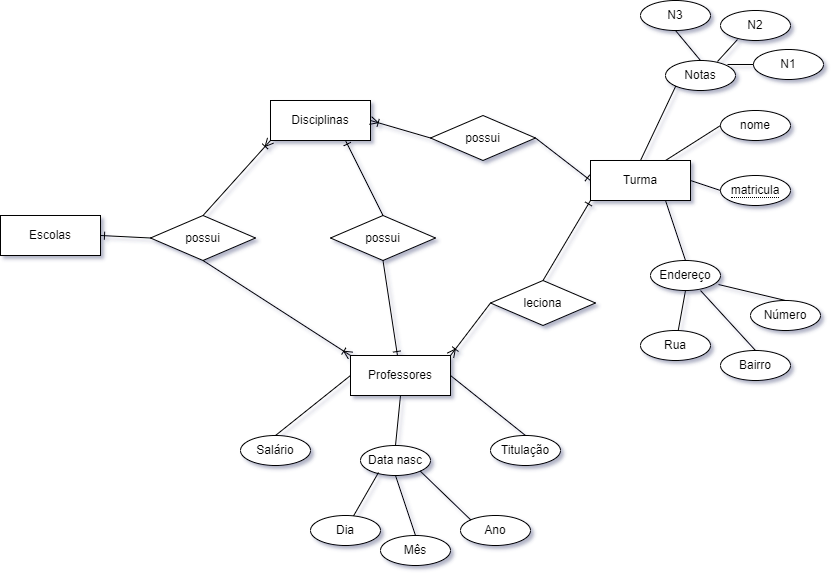 N3
N2
N1
Notas
Disciplinas
possui
nome
Turma
matricula
Escolas
possui
possui
Endereço
leciona
Número
Rua
Bairro
Professores
Salário
Data nasc
Titulação
Dia
Mês
Ano